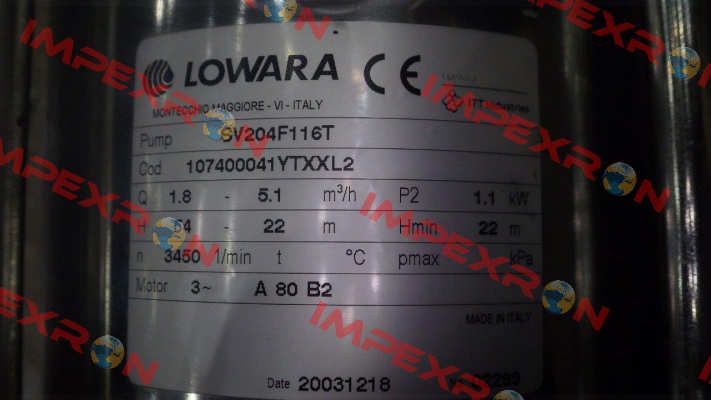 LOWARA CE
ITT Industries
MONTECCHIO MAGGIORE - VI - ITALY
Pump SV204F116T
Cod. 107400041YTXXL2
Q 1.8 - 5.1 m³/h P2 1.1 kW
H 54 - 22 m Hmin 22 m
n 3450 1/min t °C pmax kPa
Motor 3~ A 80 B2
MADE IN ITALY
Date 20031218 No
IMPEXRON
IMPEXRON
IMPEXRON
IMPEXRON
IMPEXRON
IMPEXRON